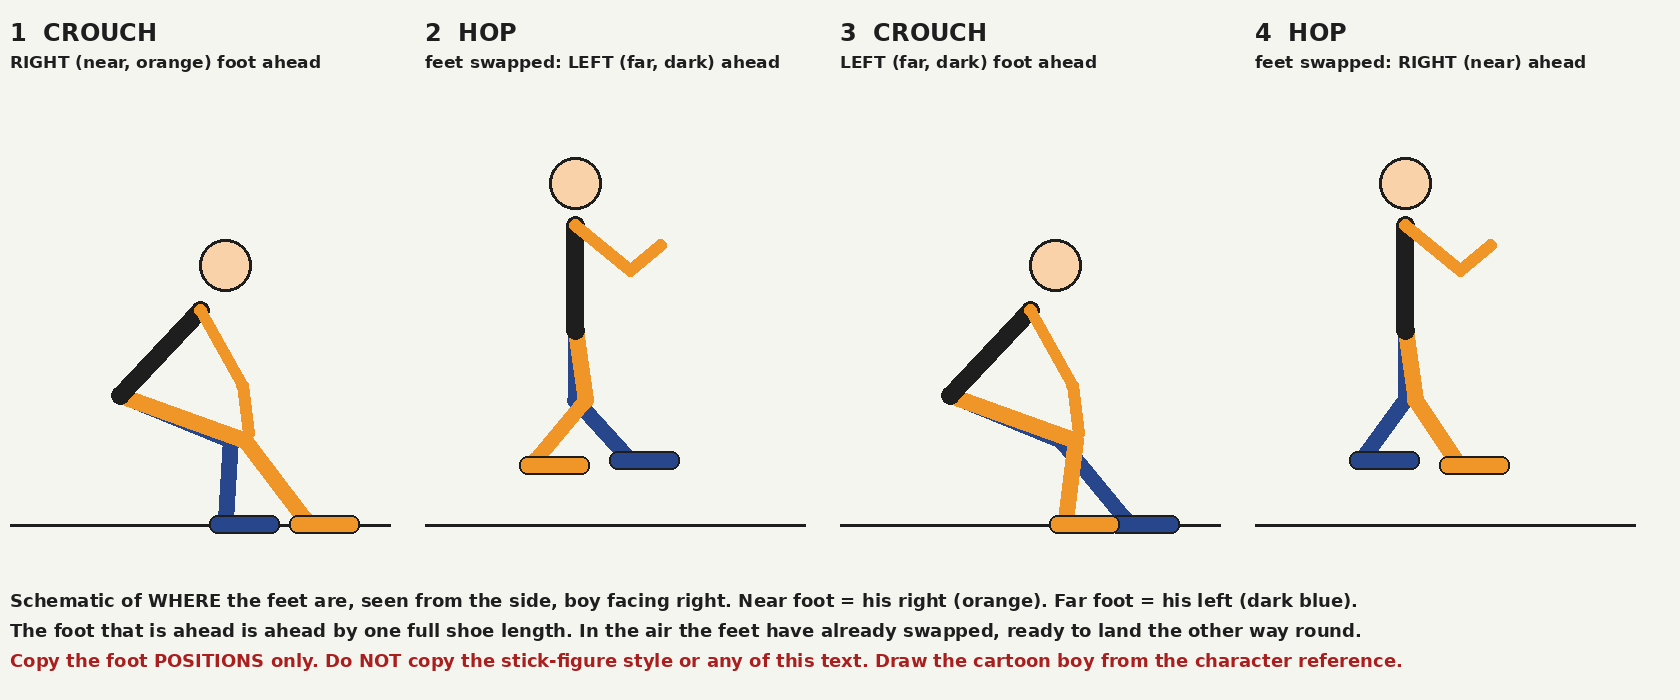 1 CROUCH
RIGHT (near, orange) foot ahead
2 HOP
feet swapped: LEFT (far, dark) ahead
3 CROUCH
LEFT (far, dark) foot ahead
4 HOP
feet swapped: RIGHT (near) ahead
Schematic of WHERE the feet are, seen from the side, boy facing right. Near foot = his right (orange). Far foot = his left (dark blue).
The foot that is ahead is ahead by one full shoe length. In the air the feet have already swapped, ready to land the other way round.
Copy the foot POSITIONS only. Do NOT copy the stick-figure style or any of this text. Draw the cartoon boy from the character reference.